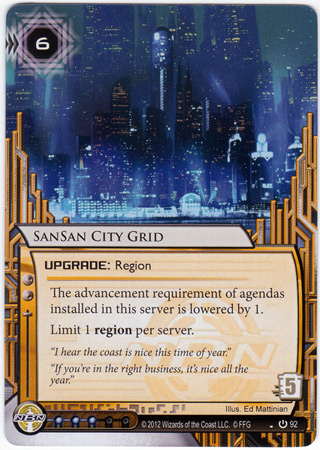 6
SANSAN CITY GRID
UPGRADE: Region
The advancement requirement of agendas
installed in this server is lowered by 1.
Limit 1 region per server.
"I hear the coast is nice this time of year."
"If you're in the right business, it's nice all the
year."
5
Illus. Ed Mattinian
NBN
© 2012 Wizards of the Coast LLC. © FFG
92